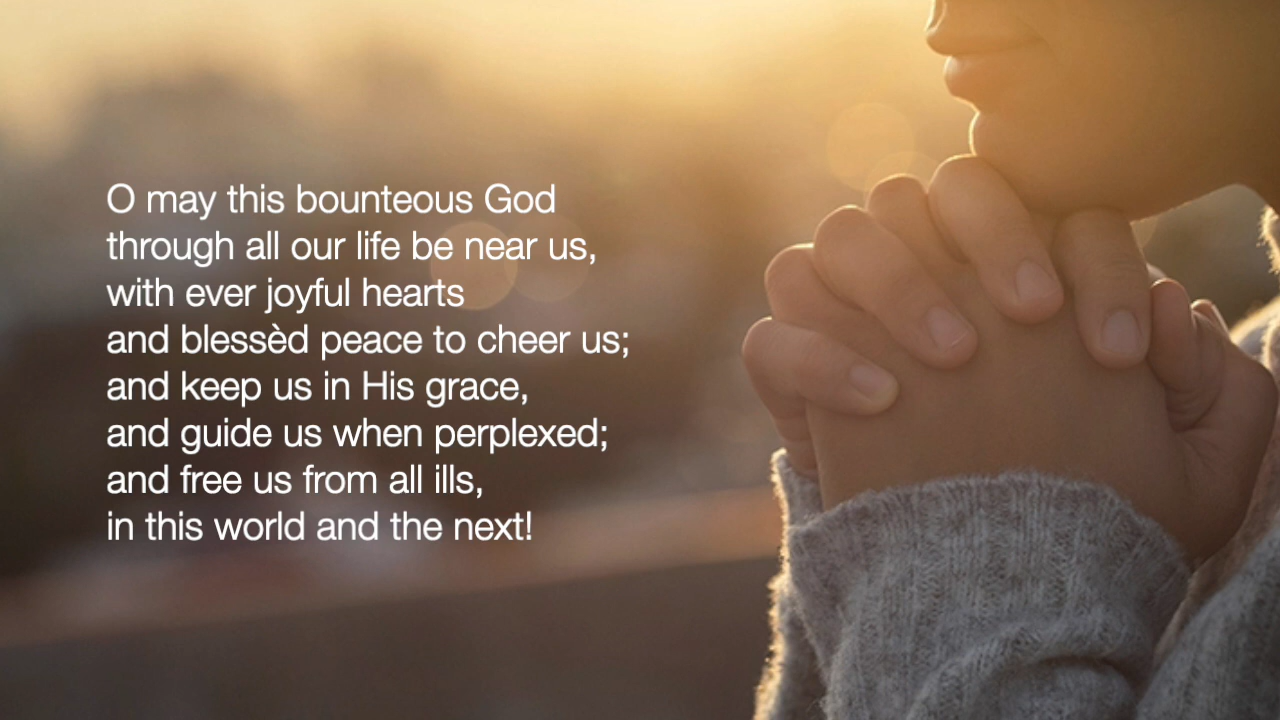 O may this bounteous God
through all our life be near us,
with ever joyful hearts
and blessèd peace to cheer us;
and keep us in His grace,
and guide us when perplexed;
and free us from all ills,
in this world and the next!